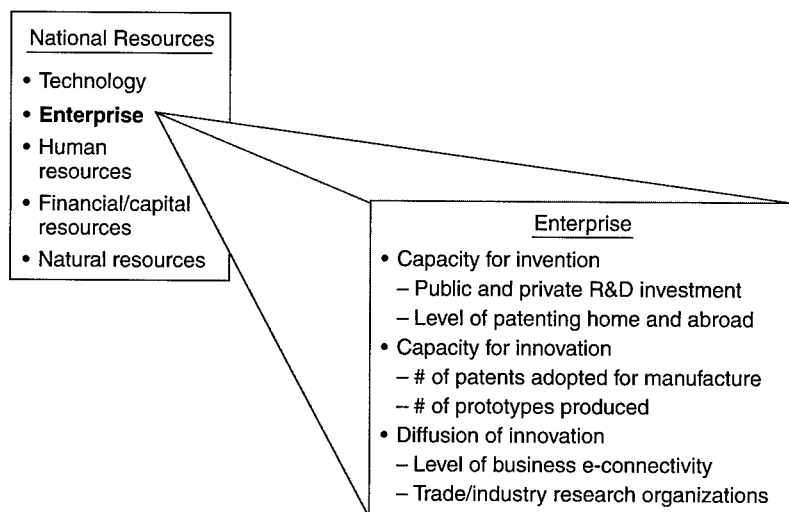 National Resources
• Technology
• Enterprise
• Human
resources
• Financial/capital
resources
• Natural resources
Enterprise
• Capacity for invention
– Public and private R&D investment
– Level of patenting home and abroad
• Capacity for innovation
– # of patents adopted for manufacture
– # of prototypes produced
• Diffusion of innovation
– Level of business e-connectivity
– Trade/industry research organizations